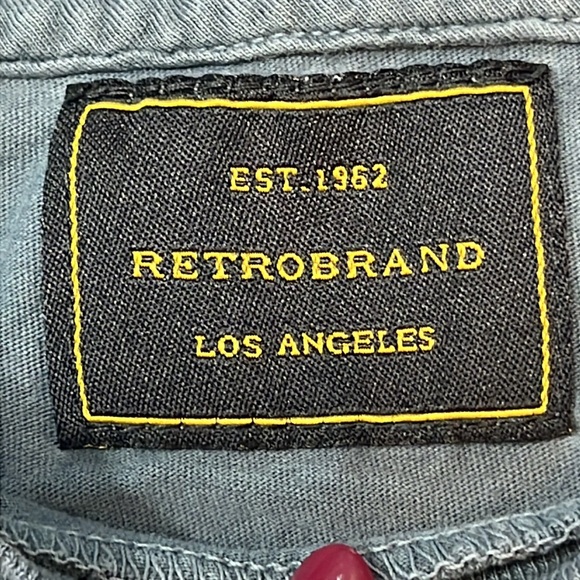 EST. 1962
RETROBRAND
LOS ANGELES